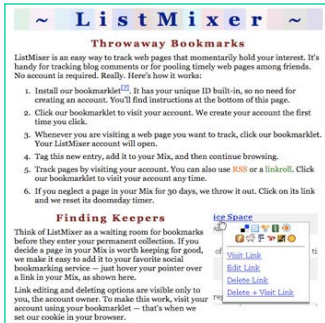 ~ ListMixer ~
Throwaway Bookmarks
ListMixer is an easy way to track web pages that momentarily hold your interest. It's
handy for tracking blog comments or for pooling timely web pages among friends.
No account is required. Really. Here's how it works:
1. Install our bookmarklet[?]. It has your unique ID built-in, so no need for
creating an account. You'll find instructions at the bottom of this page.
2. Click our bookmarklet to visit your account. We create your account the first
time you click.
3. Whenever you are visiting a web page you want to track, click our bookmarklet.
Your ListMixer account will open.
4. Tag this new entry, add it to your Mix, and then continue browsing.
5. Track pages by visiting your account. You can also use RSS or a linkroll. Click
our bookmarklet to visit your account any time.
6. If you neglect a page in your Mix for 30 days, we throw it out. Click on its link
and we reset its doomsday timer.
Finding Keepers
Think of ListMixer as a waiting room for bookmarks
before they enter your permanent collection. If you
decide a page in your Mix is worth keeping for good,
we make it easy to add it to your favorite social
bookmarking service — just hover your pointer over
a link in your Mix, as shown here.
Link editing and deleting options are visible only to
you, the account owner. To make this work, visit your
account using your bookmarklet — that's when we
set our cookie in your browser.
ice Space
Visit Link
Edit Link
Delete Link
Delete + Visit Link